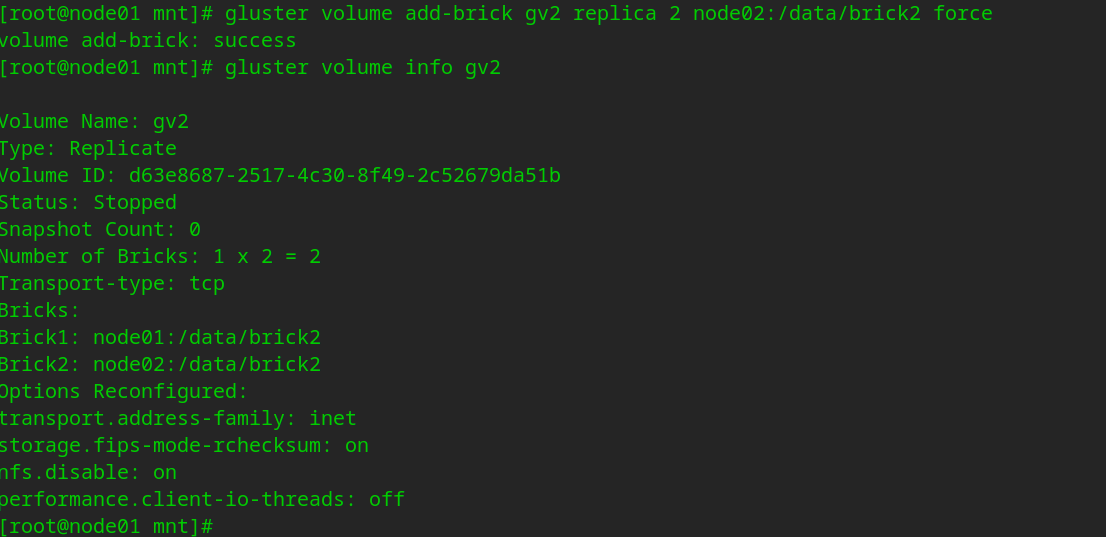 [root@node01 mnt]# gluster volume add-brick gv2 replica 2 node02:/data/brick2 force
volume add-brick: success
[root@node01 mnt]# gluster volume info gv2

Volume Name: gv2
Type: Replicate
Volume ID: d63e8687-2517-4c30-8f49-2c52679da51b
Status: Stopped
Snapshot Count: 0
Number of Bricks: 1 x 2 = 2
Transport-type: tcp
Bricks:
Brick1: node01:/data/brick2
Brick2: node02:/data/brick2
Options Reconfigured:
transport.address-family: inet
storage.fips-mode-rchecksum: on
nfs.disable: on
performance.client-io-threads: off
[root@node01 mnt]#